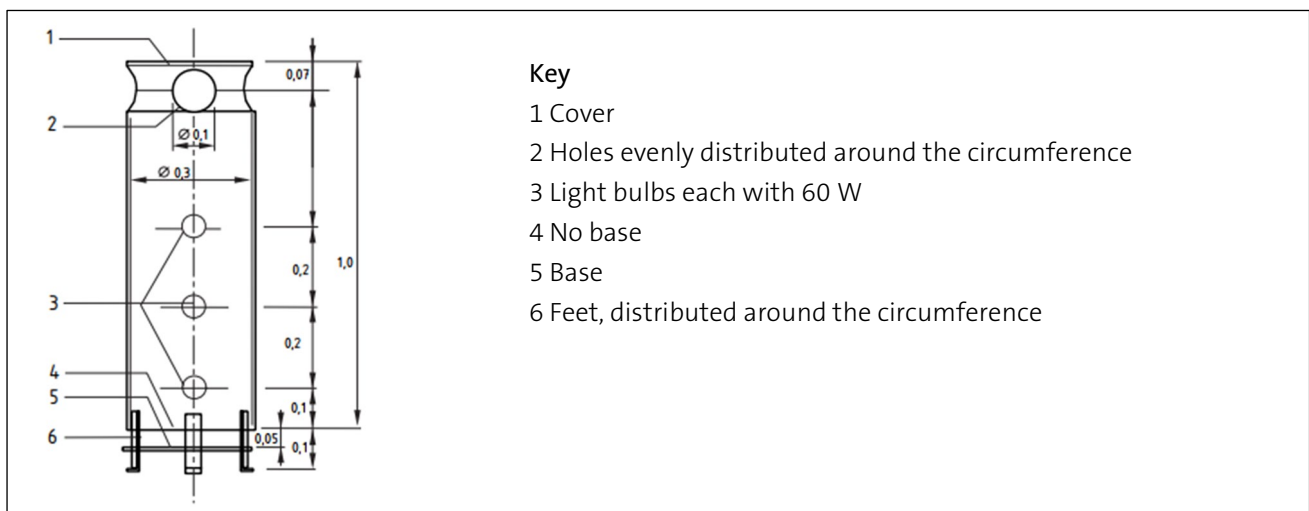 1
0,07
2
Ø 0,1
Ø 0,3
0,2
1,0
3
0,2
4
0,1
5
6
0,05
0,1
Key
1 Cover
2 Holes evenly distributed around the circumference
3 Light bulbs each with 60 W
4 No base
5 Base
6 Feet, distributed around the circumference